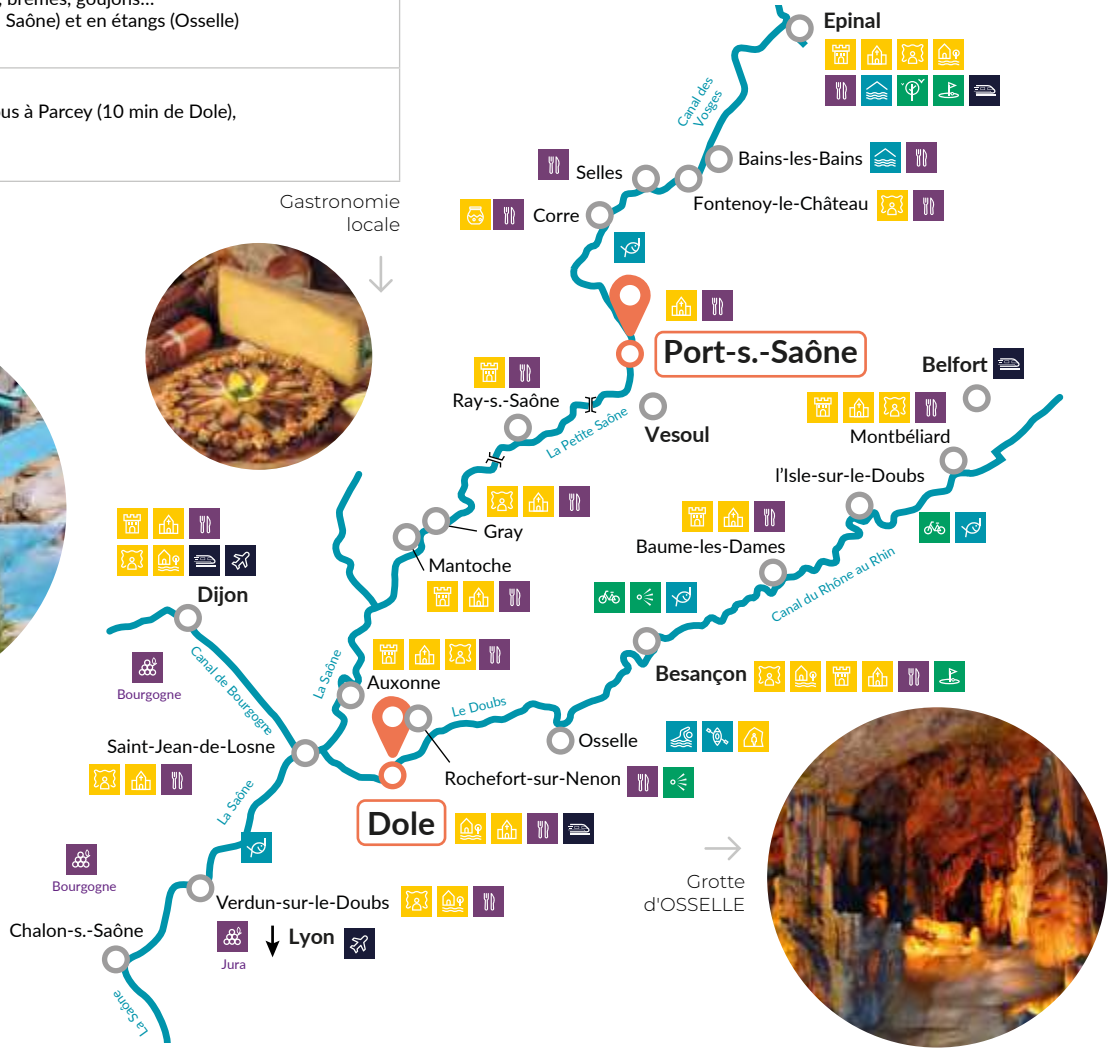 , brèmes, goujons...
Saône) et en étangs (Osselle)
ous à Parcey (10 min de Dole),
Epinal
Canal des
Vosges
Bains-les-Bains
Selles
Fontenoy-le-Château
Corre
Gastronomie
locale
Port-s.-Saône
Belfort
Ray-s.-Saône
La Petite Saône
Vesoul
Montbéliard
l'Isle-sur-le-Doubs
Gray
Baume-les-Dames
Mantoche
Canal du Rhône au Rhin
Dijon
Canal de Bourgogne
Bourgogne
La Saône
Auxonne
Besançon
Le Doubs
Saint-Jean-de-Losne
Osselle
Rochefort-sur-Nenon
La Saône
Dole
Bourgogne
Grotte
d'OSSELLE
Verdun-sur-le-Doubs
Chalon-s.-Saône
Lyon
Jura
La Saône